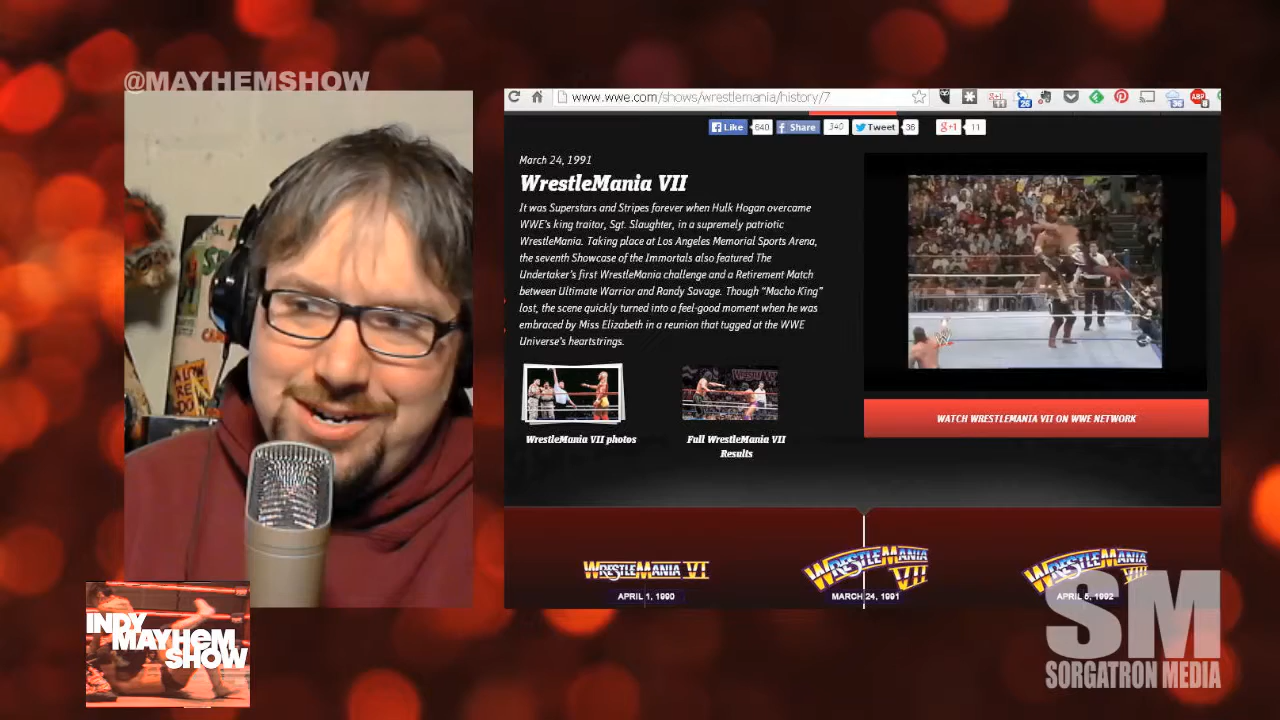 @MAYHEMSHOW
www.wwe.com/shows/wrestlemania/history/7
Like 640 Share 340 Tweet 36 +1 11
March 24, 1991
WrestleMania VII
It was Superstars and Stripes forever when Hulk Hogan overcame
WWE's king traitor, Sgt. Slaughter, in a supremely patriotic
WrestleMania. Taking place at Los Angeles Memorial Sports Arena,
the seventh Showcase of the Immortals also featured The
Undertaker's first WrestleMania challenge and a Retirement Match
between Ultimate Warrior and Randy Savage. Though "Macho King"
lost, the scene quickly turned into a feel-good moment when he was
embraced by Miss Elizabeth in a reunion that tugged at the WWE
Universe's heartstrings.
WrestleMania VII photos
Full WrestleMania VII
Results
WATCH WRESTLEMANIA VII ON WWE NETWORK
WRESTLEMANIA VI
APRIL 1, 1990
WRESTLEMANIA
VII
MARCH 24, 1991
WRESTLEMANIA
VIII
APRIL 5, 1992
INDY
MAYHEM
SHOW
SM
SORGATRON MEDIA